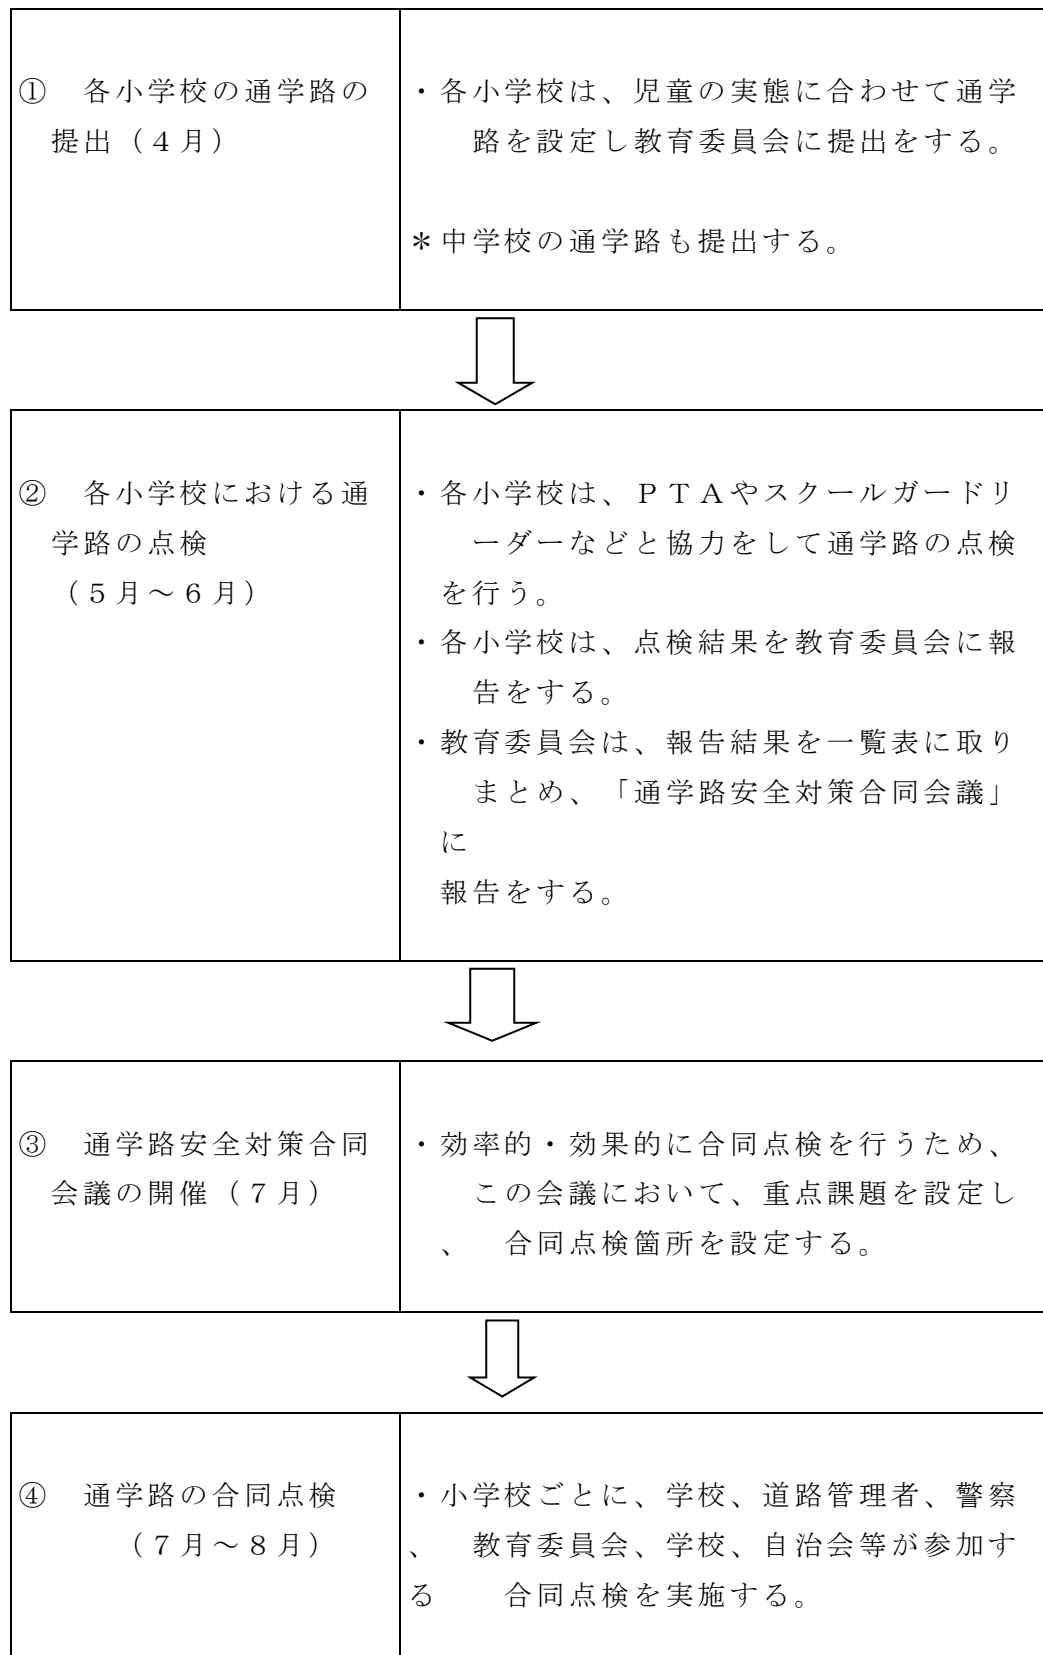 ①　各小学校の通学路の
提出（４月）
・各小学校は、児童の実態に合わせて通学
路を設定し教育委員会に提出をする。
＊中学校の通学路も提出する。
②　各小学校における通
学路の点検
（５月～６月）
・各小学校は、ＰＴＡやスクールガードリ
ーダーなどと協力をして通学路の点検
を行う。
・各小学校は、点検結果を教育委員会に報
告をする。
・教育委員会は、報告結果を一覧表に取り
まとめ、「通学路安全対策合同会議」
に
報告をする。
③　通学路安全対策合同
会議の開催（７月）
・効率的・効果的に合同点検を行うため、
この会議において、重点課題を設定し
、　合同点検箇所を設定する。
④　通学路の合同点検
（７月～８月）
・小学校ごとに、学校、道路管理者、警察
、　教育委員会、学校、自治会等が参加す
る　　合同点検を実施する。